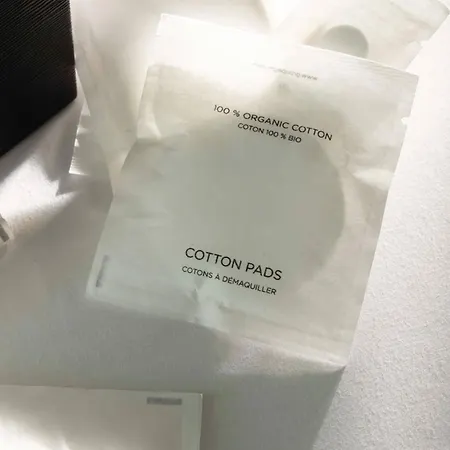 100 % ORGANIC COTTON
COTON 100 % BIO
COTTON PADS
COTONS À DÉMAQUILLER